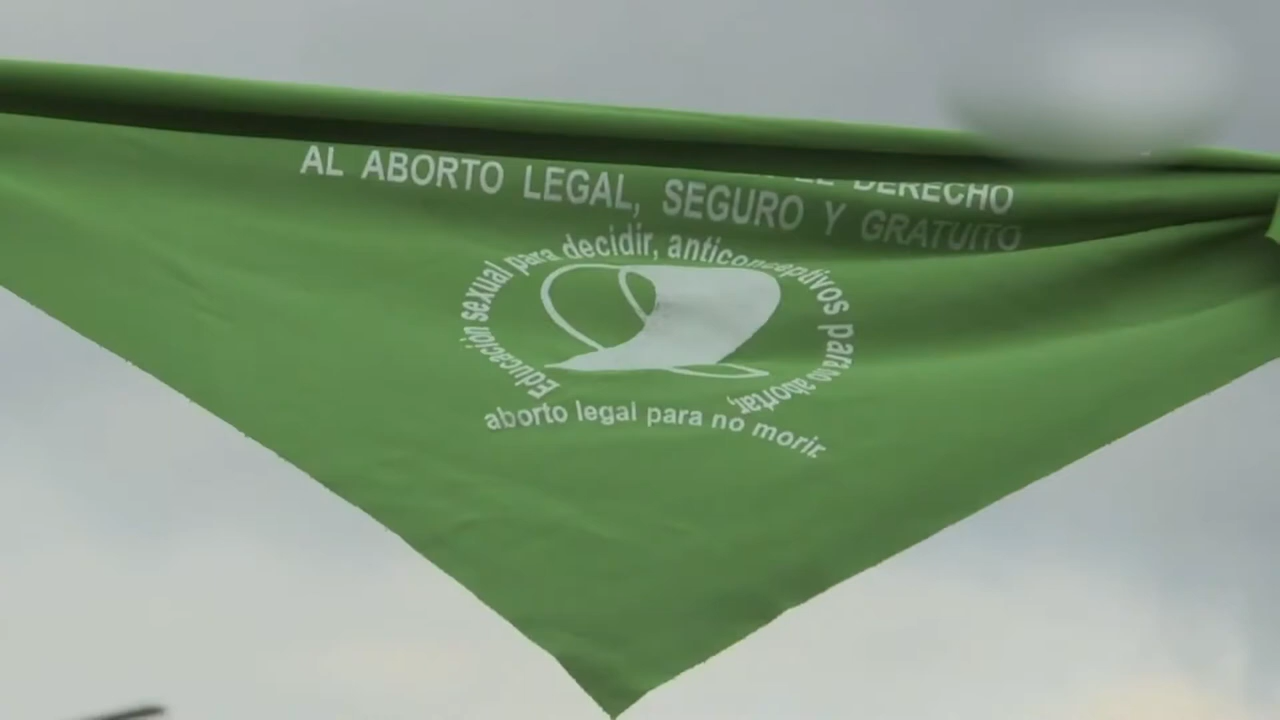 EL DERECHO
AL ABORTO LEGAL, SEGURO Y GRATUITO
Educación sexual para decidir, anticonceptivos para no abortar,
aborto legal para no morir.